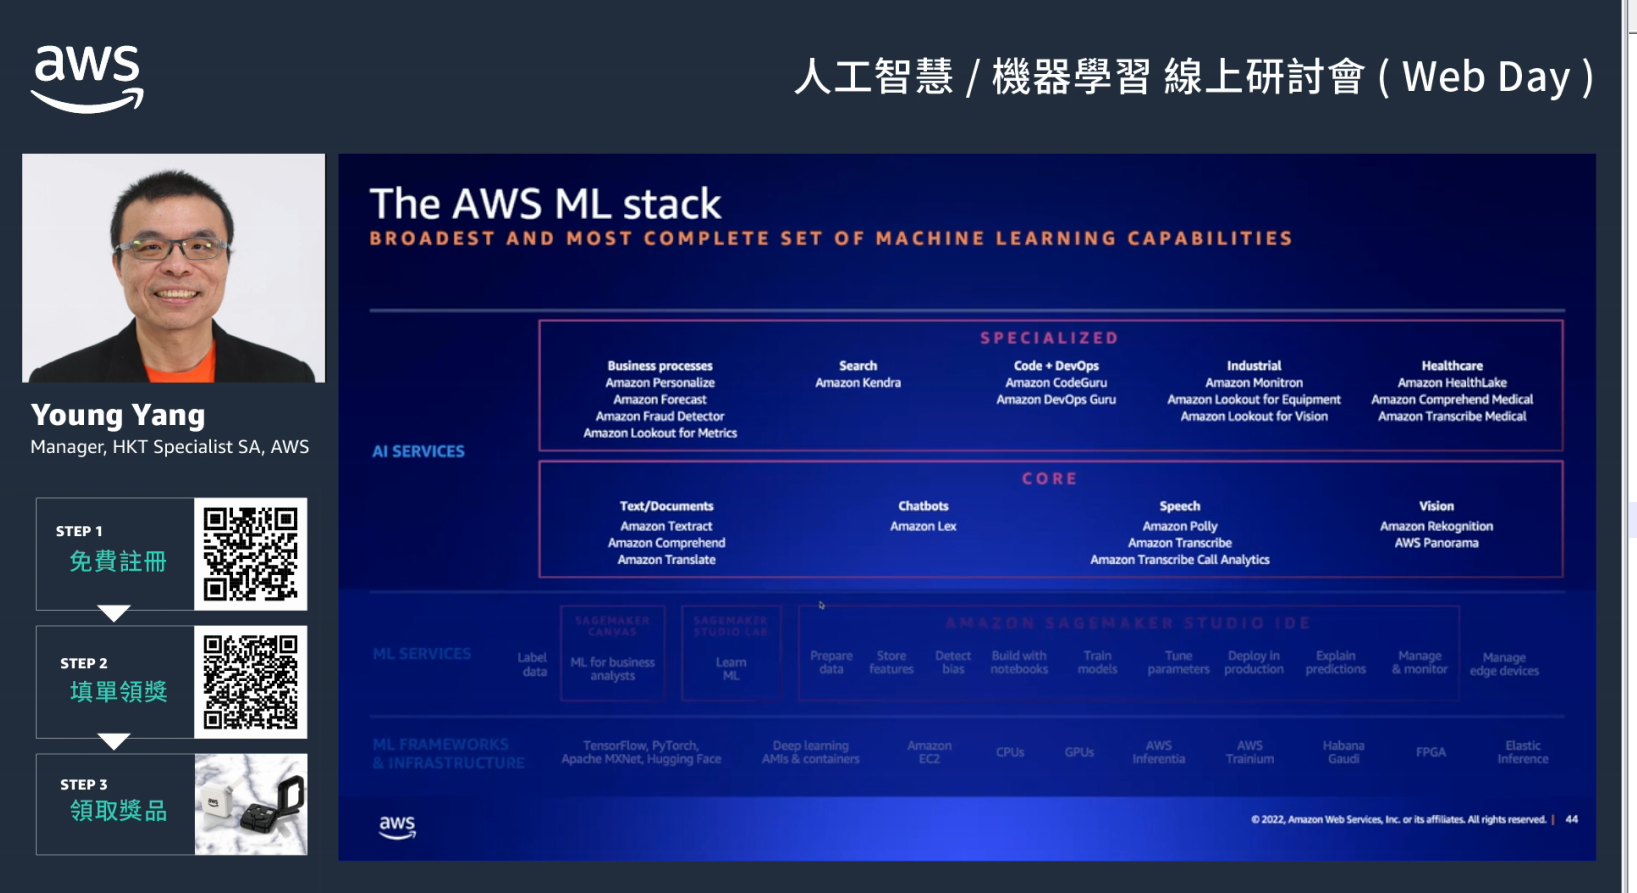 aws
人工智慧 / 機器學習 線上研討會 ( Web Day )
Young Yang
Manager, HKT Specialist SA, AWS
STEP 1
免費註冊
STEP 2
填單領獎
STEP 3
領取獎品
aws
The AWS ML stack
BROADEST AND MOST COMPLETE SET OF MACHINE LEARNING CAPABILITIES
AI SERVICES
SPECIALIZED
Business processes
Amazon Personalize
Amazon Forecast
Amazon Fraud Detector
Amazon Lookout for Metrics
Search
Amazon Kendra
Code + DevOps
Amazon CodeGuru
Amazon DevOps Guru
Industrial
Amazon Monitron
Amazon Lookout for Equipment
Amazon Lookout for Vision
Healthcare
Amazon HealthLake
Amazon Comprehend Medical
Amazon Transcribe Medical
CORE
Text/Documents
Amazon Textract
Amazon Comprehend
Amazon Translate
Chatbots
Amazon Lex
Speech
Amazon Polly
Amazon Transcribe
Amazon Transcribe Call Analytics
Vision
Amazon Rekognition
AWS Panorama
ML SERVICES
Label
data
SAGEMAKER
CANVAS
ML for business
analysts
SAGEMAKER
STUDIO LAB
Learn
ML
AMAZON SAGEMAKER STUDIO IDE
Prepare
data
Store
features
Detect
bias
Build with
notebooks
Train
models
Tune
parameters
Deploy in
production
Explain
predictions
Manage
& monitor
Manage
edge devices
ML FRAMEWORKS
& INFRASTRUCTURE
TensorFlow, PyTorch,
Apache MXNet, Hugging Face
Deep learning
AMIs & containers
Amazon
EC2
CPUs
GPUs
AWS
Inferentia
AWS
Trainium
Habana
Gaudi
FPGA
Elastic
Inference
aws
© 2022, Amazon Web Services, Inc. or its affiliates. All rights reserved. | 44